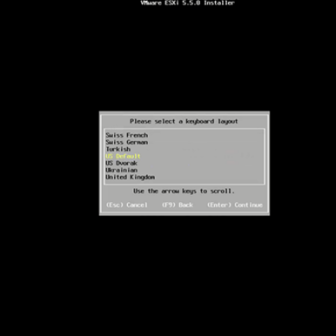 VMware ESXi 5.5.0 Installer
Please select a keyboard layout
Swiss French
Swiss German
Turkish
US Default
US Dvorak
Ukrainian
United Kingdom
Use the arrow keys to scroll.
(Esc) Cancel (F9) Back (Enter) Continue